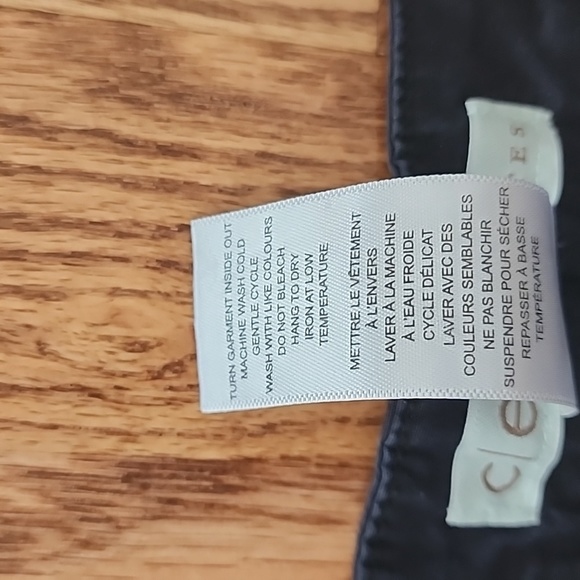 TURN GARMENT INSIDE OUT
MACHINE WASH COLD
GENTLE CYCLE
WASH WITH LIKE COLOURS
DO NOT BLEACH
HANG TO DRY
IRON AT LOW
TEMPERATURE
METTRE LE VÊTEMENT
À L'ENVERS
LAVER À LA MACHINE
À L'EAU FROIDE
CYCLE DÉLICAT
LAVER AVEC DES
COULEURS SEMBLABLES
NE PAS BLANCHIR
SUSPENDRE POUR SÉCHER
REPASSER À BASSE
TEMPÉRATURE